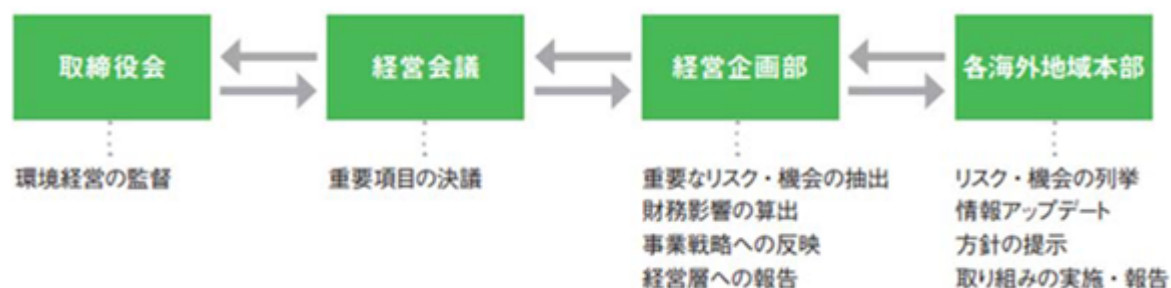 取締役会
経営会議
経営企画部
各海外地域本部
環境経営の監督
重要項目の決議
重要なリスク・機会の抽出
財務影響の算出
事業戦略への反映
経営層への報告
リスク・機会の列挙
情報アップデート
方針の提示
取り組みの実施・報告